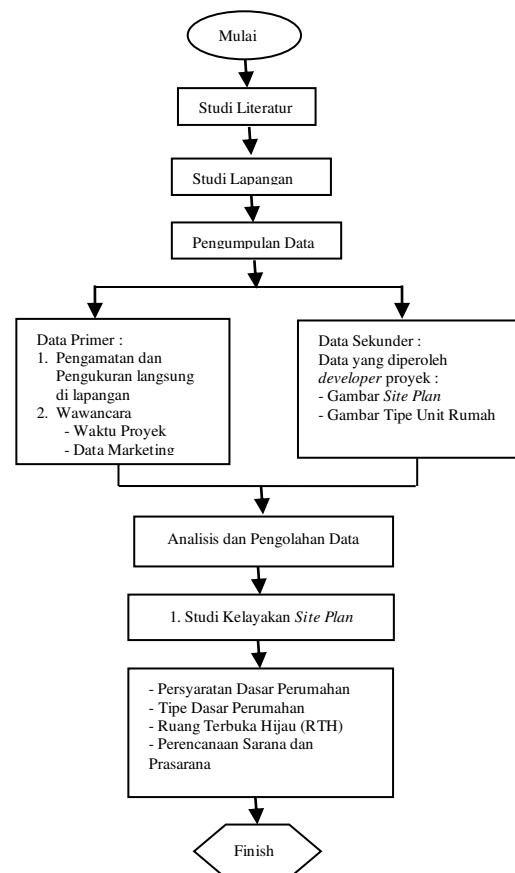 Mulai
Studi Literatur
Studi Lapangan
Pengumpulan Data
Data Primer :
1. Pengamatan dan
Pengukuran langsung
di lapangan
2. Wawancara
- Waktu Proyek
- Data Marketing
Data Sekunder :
Data yang diperoleh
developer proyek :
- Gambar Site Plan
- Gambar Tipe Unit Rumah
Analisis dan Pengolahan Data
1. Studi Kelayakan Site Plan
- Persyaratan Dasar Perumahan
- Tipe Dasar Perumahan
- Ruang Terbuka Hijau (RTH)
- Perencanaan Sarana dan
Prasarana
Finish